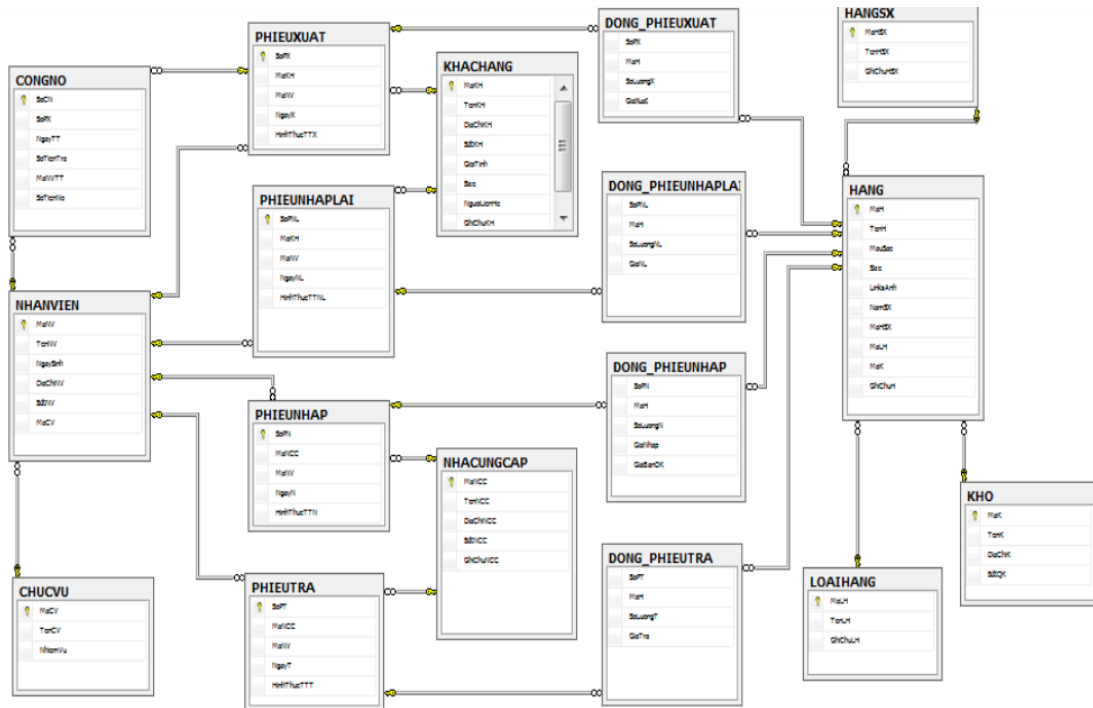 CONGNO
SoCN
SoPX
NgayTT
SoTienTra
MaNVTT
SoTienNo
NHANVIEN
MaNV
TenNV
NgaySinh
DiaChiNV
SdtNV
MaCV
CHUCVU
MaCV
TenCV
NhiemVu
PHIEUXUAT
SoPX
MaKH
MaNV
NgayX
HinhThucTTX
PHIEUNHAPLAI
SoPNL
MaKH
MaNV
NgayNL
HinhThucTTNL
PHIEUNHAP
SoPN
MaNCC
MaNV
NgayN
HinhThucTTN
PHIEUTRA
SoPT
MaNCC
MaNV
NgayT
HinhThucTTT
KHACHANG
MaKH
TenKH
DiaChiKH
SdtKH
GioiTinh
Seo
NguoiLienHe
GhiChuKH
NHACUNGCAP
MaNCC
TenNCC
DiaChiNCC
SdtNCC
GhiChuNCC
DONG_PHIEUXUAT
SoPX
MaH
SoLuongX
GiaXuat
DONG_PHIEUNHAPLAI
SoPNL
MaH
SoLuongNL
GiaNL
DONG_PHIEUNHAP
SoPN
MaH
SoLuongN
GiaNhap
GiaBanDK
DONG_PHIEUTRA
SoPT
MaH
SoLuongT
GiaTra
HANGSX
MaHSX
TenHSX
GhiChuHSX
HANG
MaH
TenH
MauSac
Seo
LinkAnh
NamSX
MaHSX
MaLH
MaK
GhiChuH
LOAIHANG
MaLH
TenLH
GhiChuLH
KHO
MaK
TenK
DiaChiK